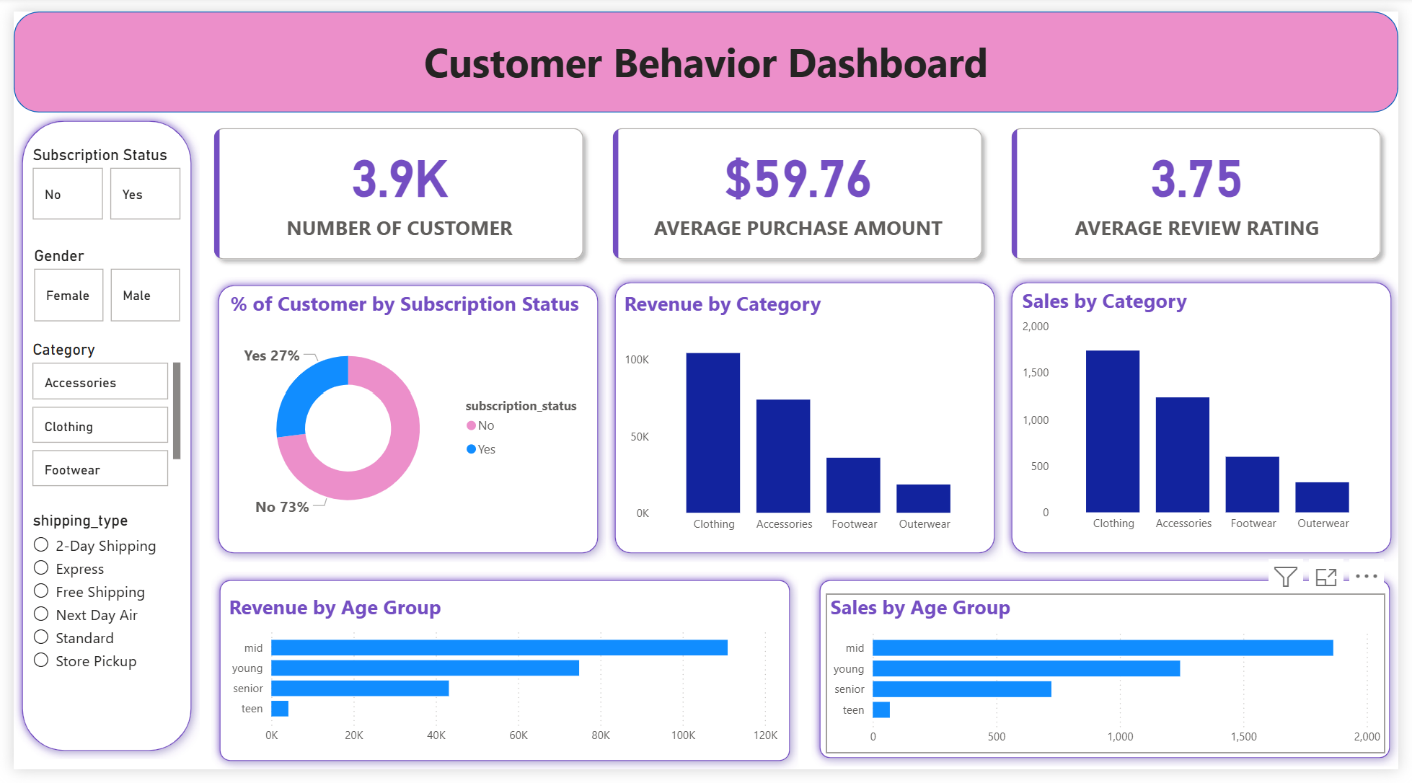 Customer Behavior Dashboard
Subscription Status
No
Yes
Gender
Female
Male
Category
Accessories
Clothing
Footwear
shipping_type
2-Day Shipping
Express
Free Shipping
Next Day Air
Standard
Store Pickup
3.9K
NUMBER OF CUSTOMER
$59.76
AVERAGE PURCHASE AMOUNT
3.75
AVERAGE REVIEW RATING
% of Customer by Subscription Status
Yes 27%
No 73%
subscription_status
No
Yes
Revenue by Category
100K
50K
0K
Clothing Accessories Footwear Outerwear
Sales by Category
2,000
1,500
1,000
500
0
Clothing Accessories Footwear Outerwear
Revenue by Age Group
mid
young
senior
teen
0K 20K 40K 60K 80K 100K 120K
Sales by Age Group
mid
young
senior
teen
0 500 1,000 1,500 2,000